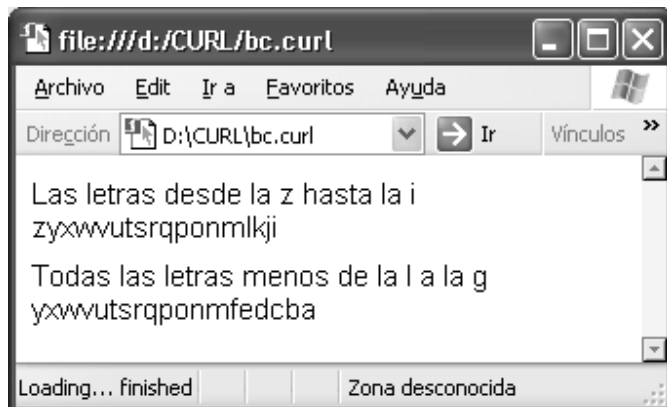 file:///d:/CURL/bc.curl
Archivo Edit Ir a Favoritos Ayuda
Dirección D:\CURL\bc.curl Ir Vínculos »
Las letras desde la z hasta la i
zyxwvutsrqponmlkji
Todas las letras menos de la l a la g
yxwvutsrqponmfedcba
Loading... finished Zona desconocida